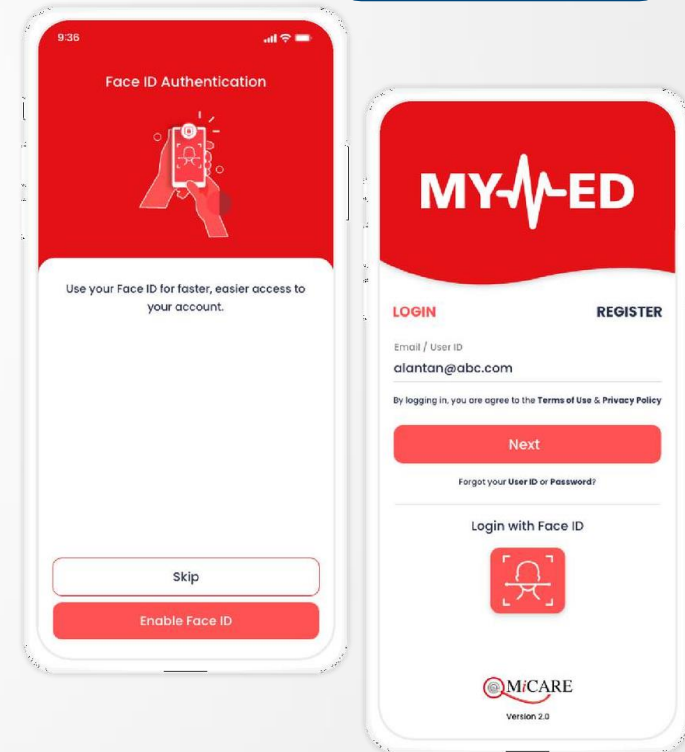 9:36
Face ID Authentication
Use your Face ID for faster, easier access to
your account.
Skip
Enable Face ID
MY MED
LOGIN
REGISTER
Email / User ID
alantan@abc.com
By logging in, you are agree to the Terms of Use & Privacy Policy
Next
Forgot your User ID or Password?
Login with Face ID
MiCARE
Version 2.0